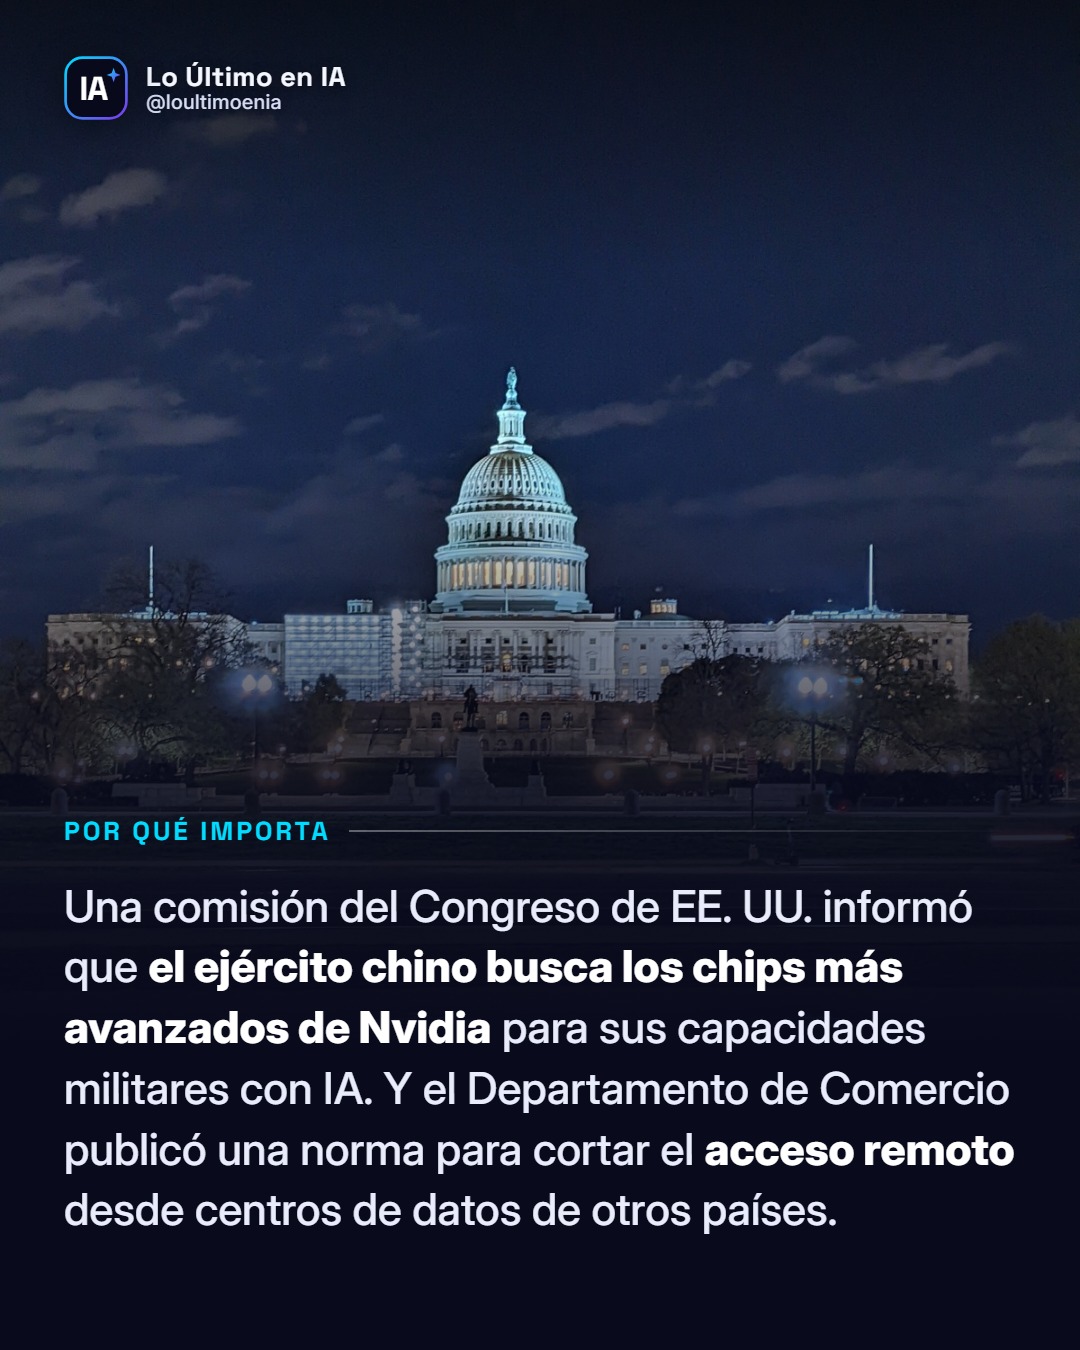 IA
Lo Último en IA
@loultimoenia
POR QUÉ IMPORTA
Una comisión del Congreso de EE. UU. informó
que el ejército chino busca los chips más
avanzados de Nvidia para sus capacidades
militares con IA. Y el Departamento de Comercio
publicó una norma para cortar el acceso remoto
desde centros de datos de otros países.